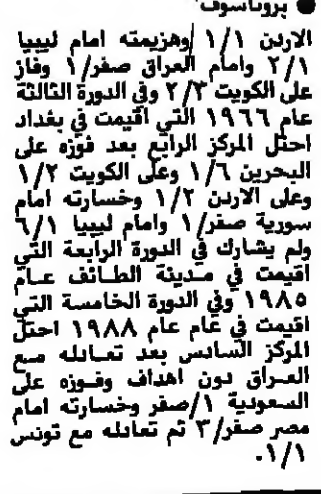 ● بروتاسوف
الاردن ١/١ وهزيمته امام ليبيا
٢/١ وامام العراق صفر/١ وفاز
على الكويت ٢/٣ وفي الدورة الثالثة
عام ١٩٦٦ التي اقيمت في بغداد
احتل المركز الرابع بعد فوزه على
البحرين ١/٦ وعلى الكويت ١/٢
وعلى الاردن ١/٢ وخسارته امام
سورية صفر/١ وامام ليبيا ١/٦
ولم يشارك في الدورة الرابعة التي
اقيمت في مدينة الطائف عام
١٩٨٥ وفي الدورة الخامسة التي
اقيمت في عام عام ١٩٨٨ احتل
المركز السادس بعد تعادله مع
العراق دون اهداف وفوزه على
السعودية ١/صفر وخسارته امام
مصر صفر/٣ ثم تعادله مع تونس
١/١.